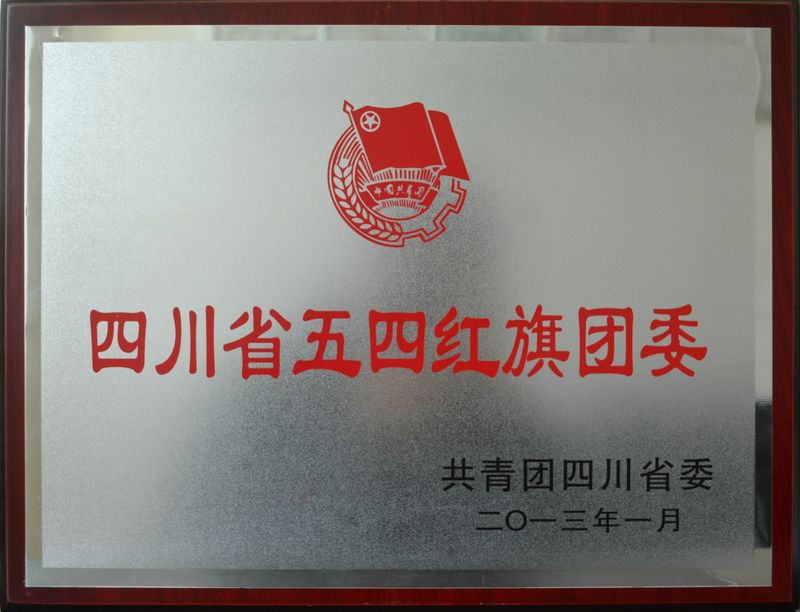 中国共青团
四川省五四红旗团委
共青团四川省委
二〇一三年一月